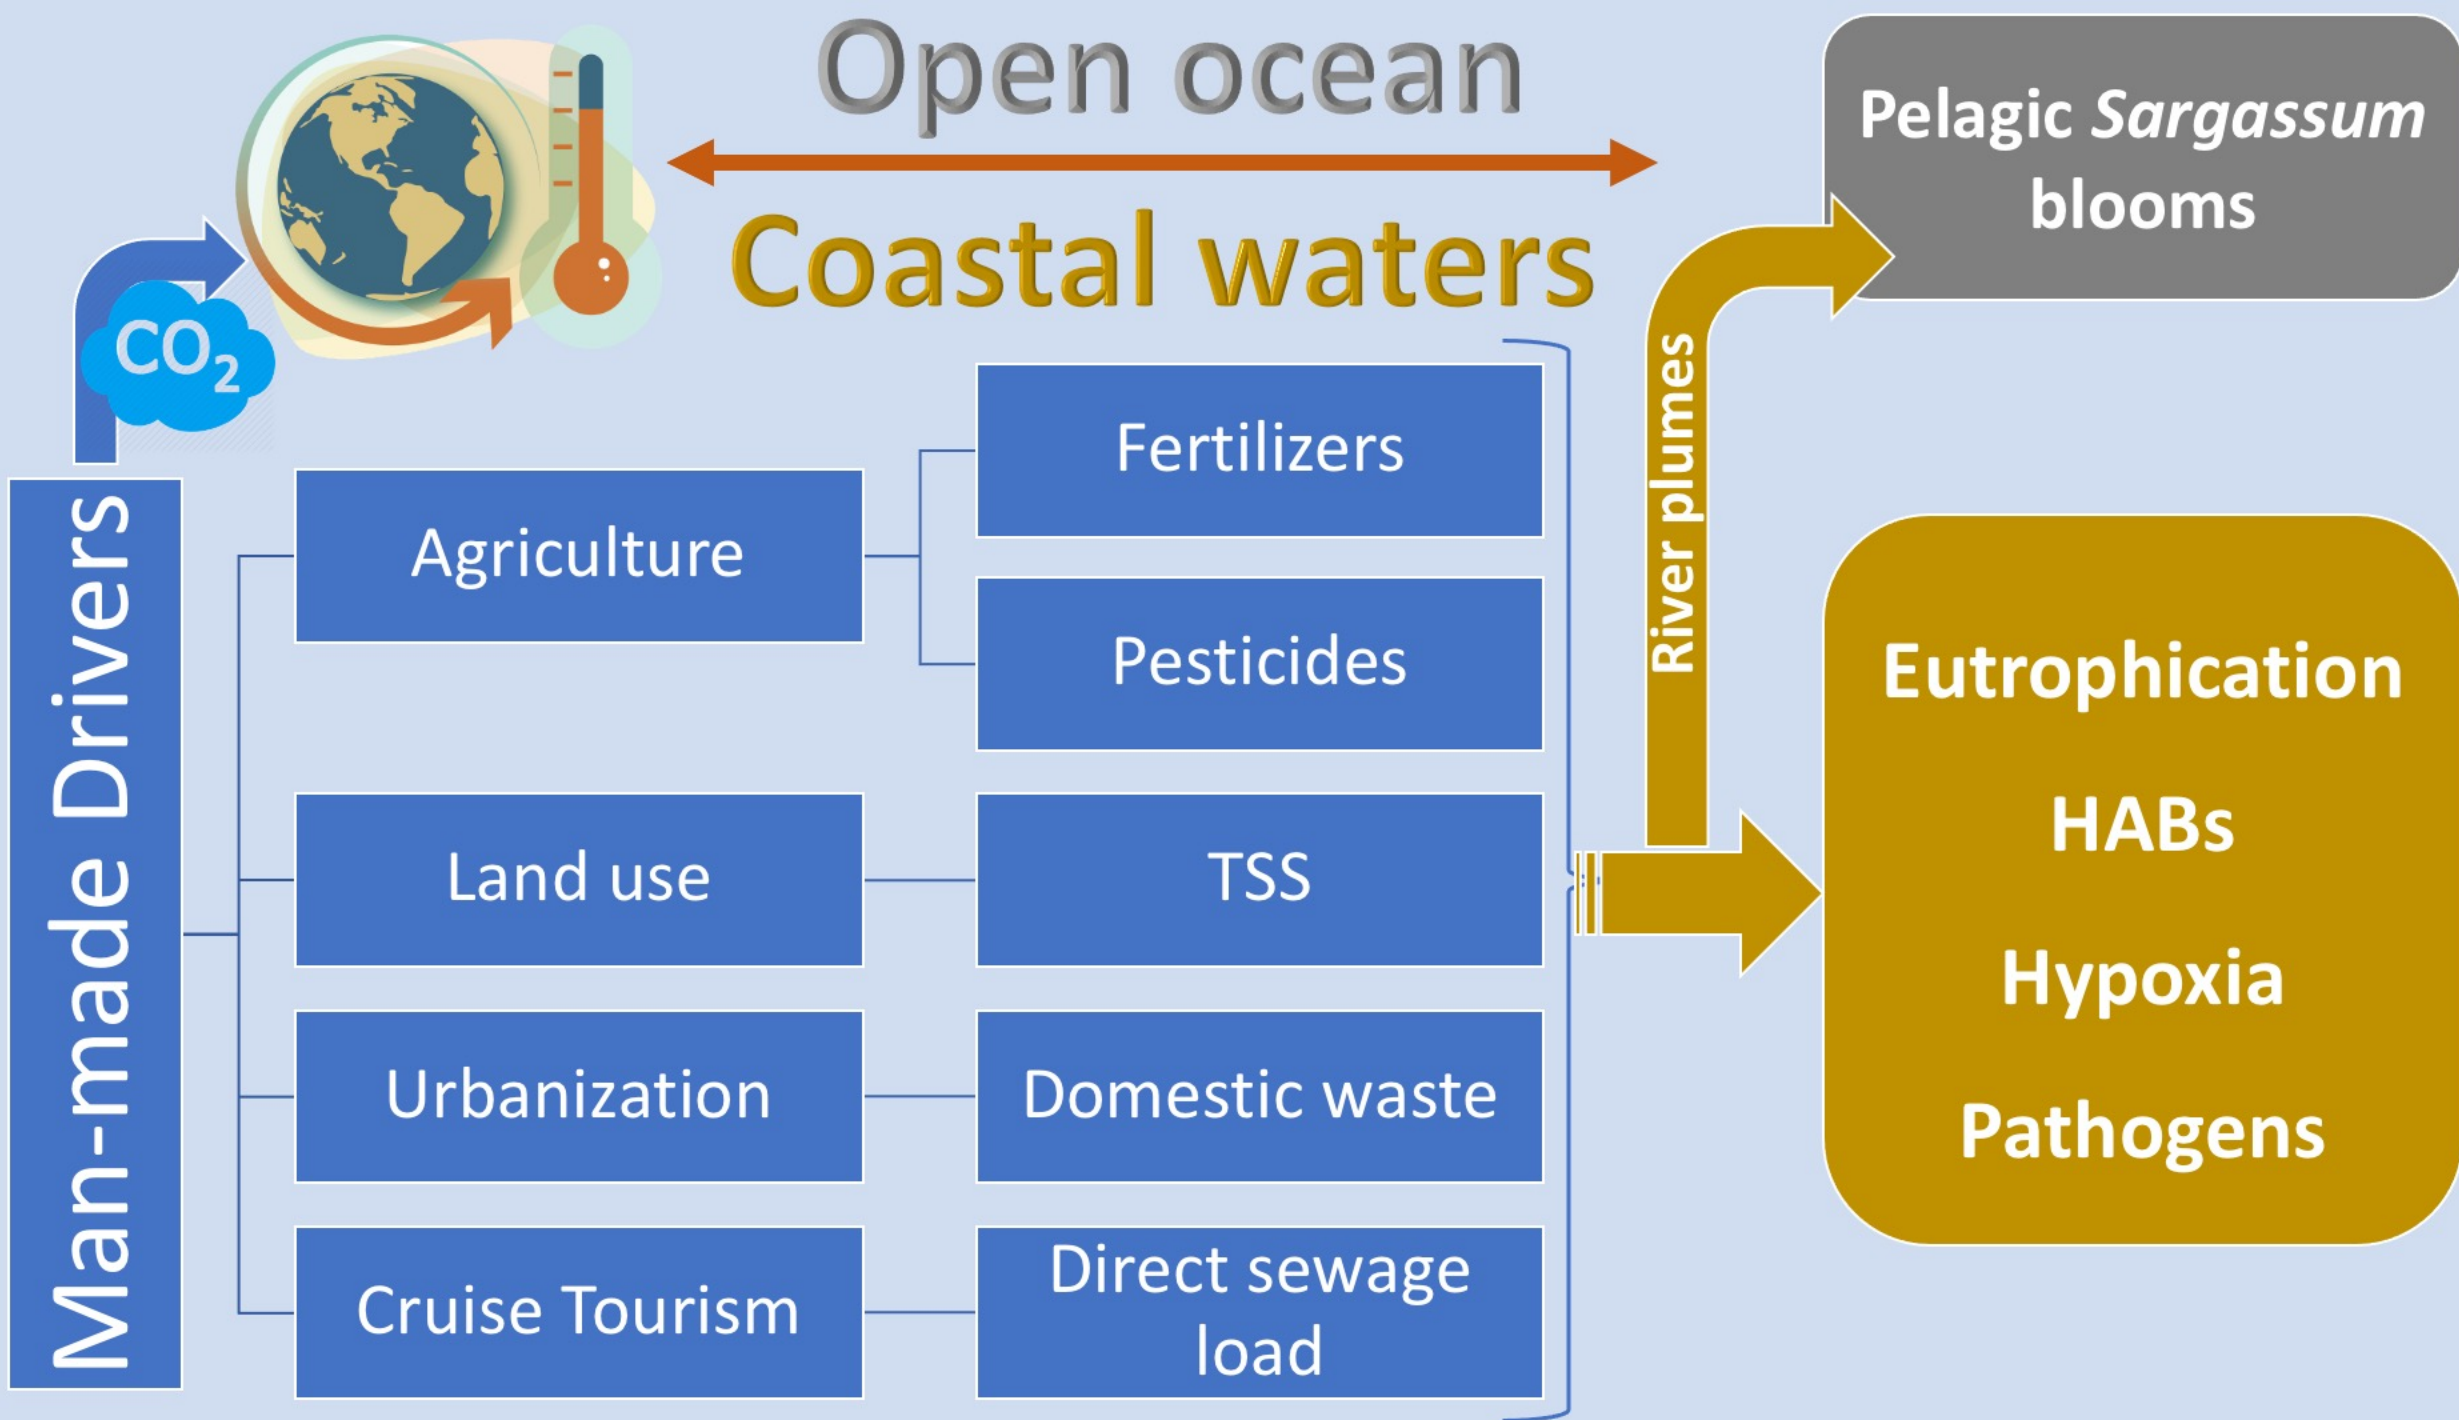 Open ocean
Coastal waters
CO₂
Pelagic Sargassum
blooms
River plumes
Man-made Drivers
Agriculture
Fertilizers
Pesticides
Land use
TSS
Urbanization
Domestic waste
Cruise Tourism
Direct sewage
load
Eutrophication
HABs
Hypoxia
Pathogens